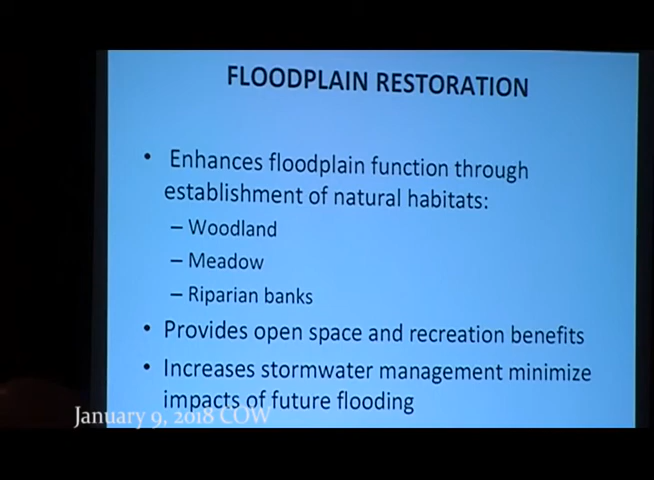 FLOODPLAIN RESTORATION
• Enhances floodplain function through
establishment of natural habitats:
– Woodland
– Meadow
– Riparian banks
• Provides open space and recreation benefits
• Increases stormwater management minimize
impacts of future flooding
January 9, 2018 COW